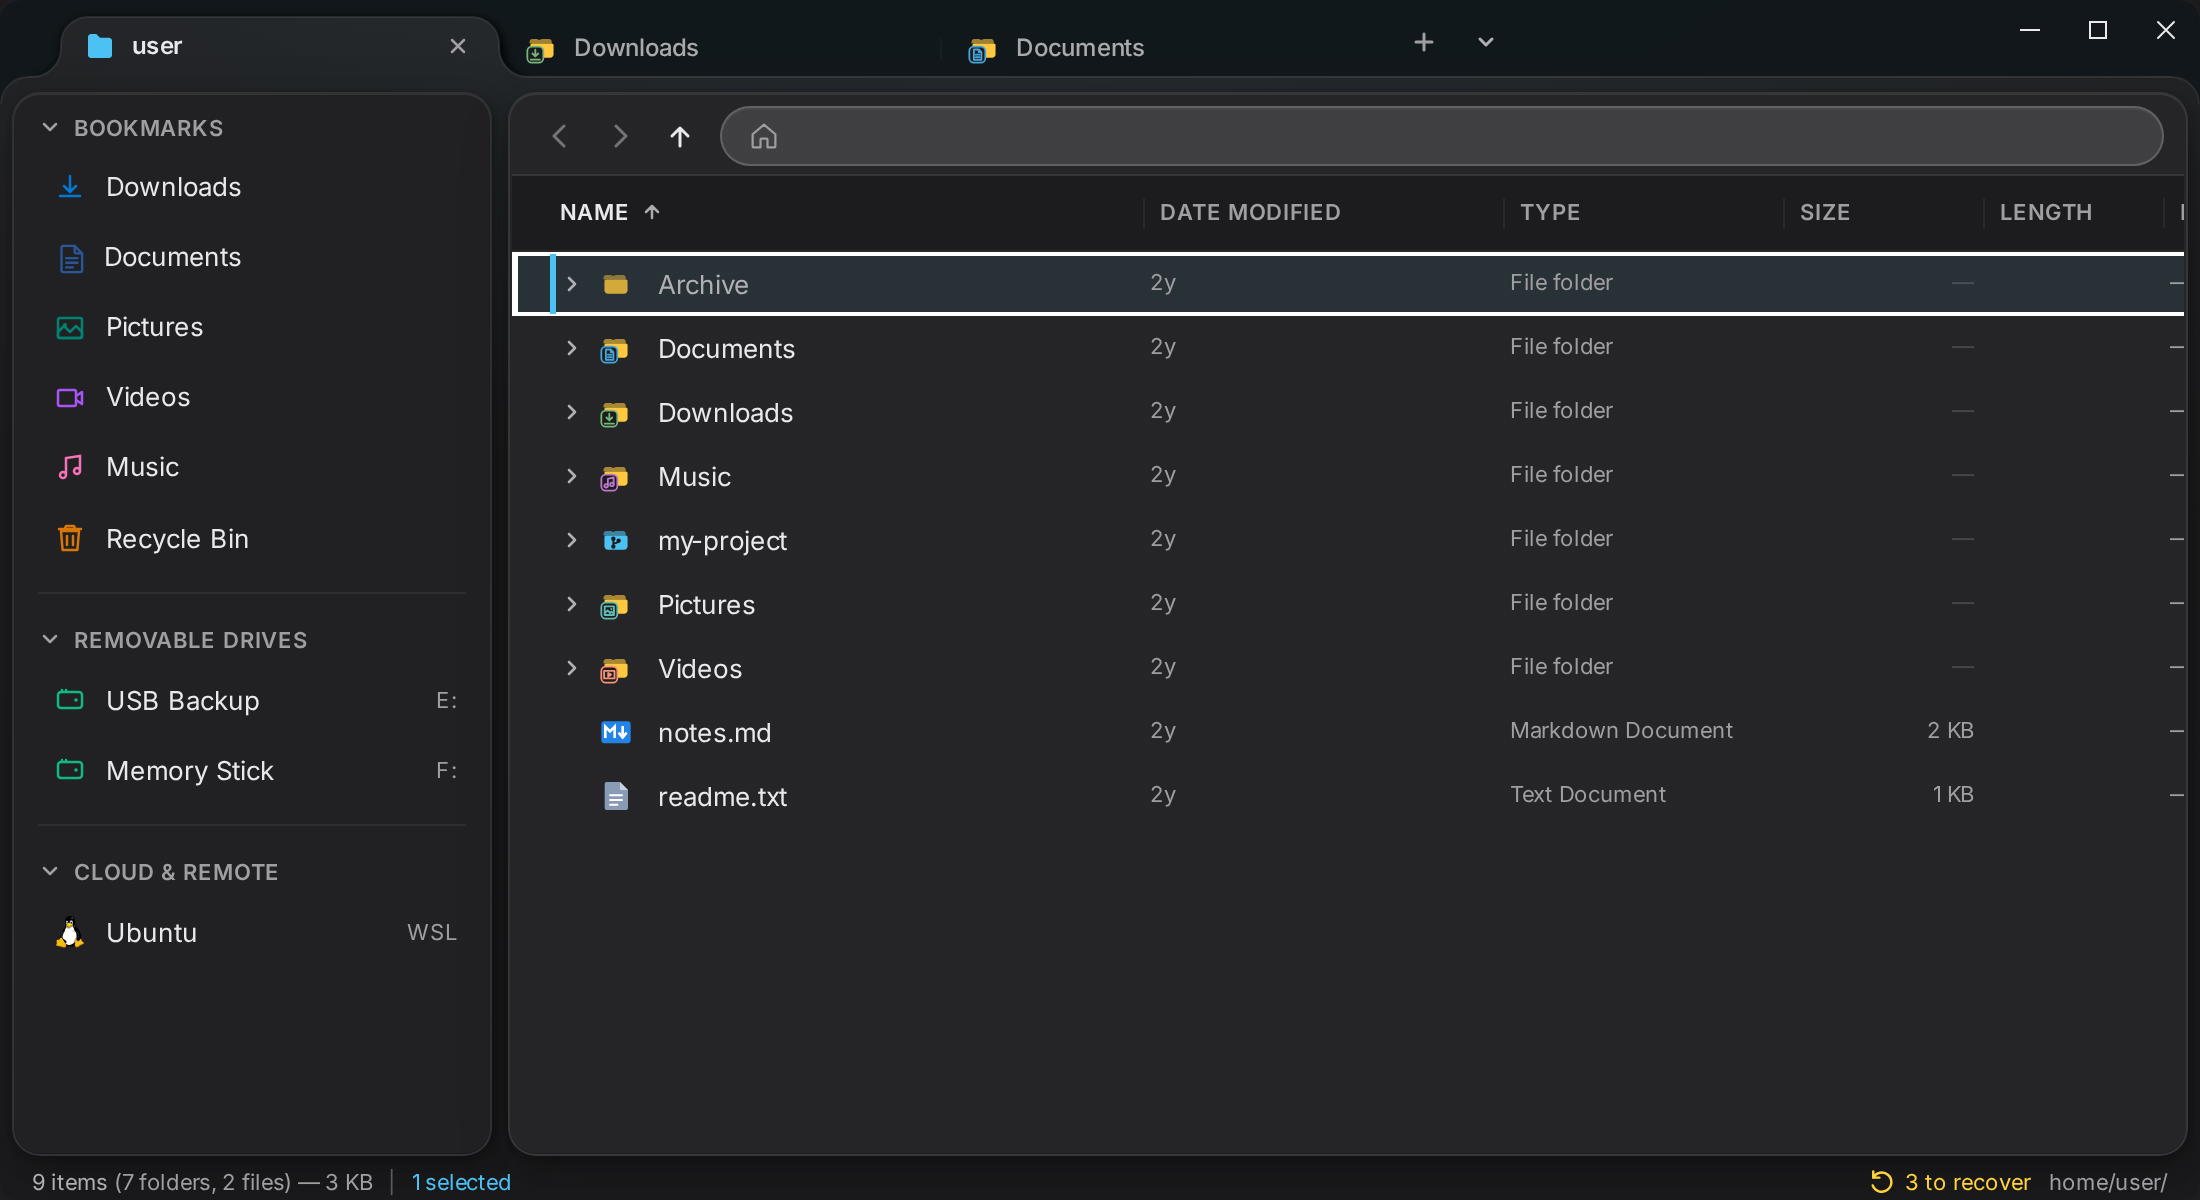 user
Downloads
Documents
BOOKMARKS
Downloads
Documents
Pictures
Videos
Music
Recycle Bin
REMOVABLE DRIVES
USB Backup E:
Memory Stick F:
CLOUD & REMOTE
Ubuntu WSL
NAME DATE MODIFIED TYPE SIZE LENGTH
Archive 2y File folder —
Documents 2y File folder —
Downloads 2y File folder —
Music 2y File folder —
my-project 2y File folder —
Pictures 2y File folder —
Videos 2y File folder —
notes.md 2y Markdown Document 2 KB —
readme.txt 2y Text Document 1 KB —
9 items (7 folders, 2 files) — 3 KB 1 selected
3 to recover home/user/